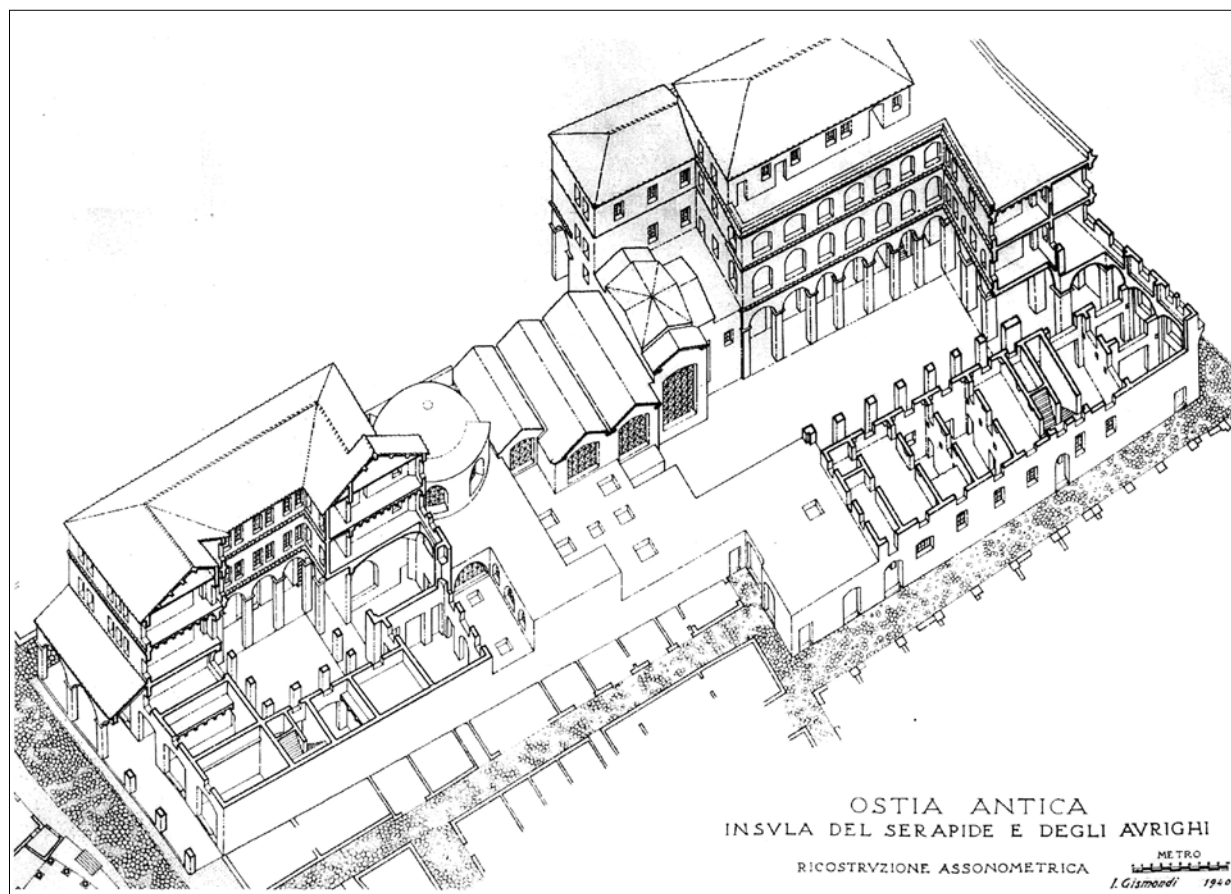 OSTIA ANTICA
INSVLA DEL SERAPIDE E DEGLI AVRIGHI
RICOSTRVZIONE ASSONOMETRICA
METRO
I. Gismondi 1940